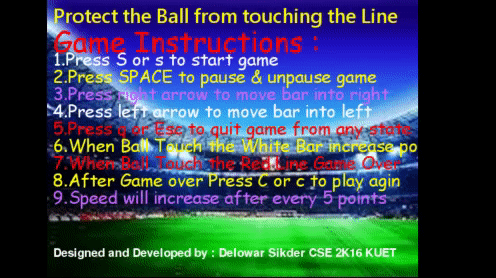 Protect the Ball from touching the Line
Game Instructions :
1.Press S or s to start game
2.Press SPACE to pause & unpause game
3.Press right arrow to move bar into right
4.Press left arrow to move bar into left
5.Press q or Esc to quit game from any state
6.When Ball Touch the White Bar increase po
7.When Ball Touch the Red Line Game Over
8.After Game over Press C or c to play agin
9.Speed will increase after every 5 points
Designed and Developed by : Delowar Sikder CSE 2K16 KUET